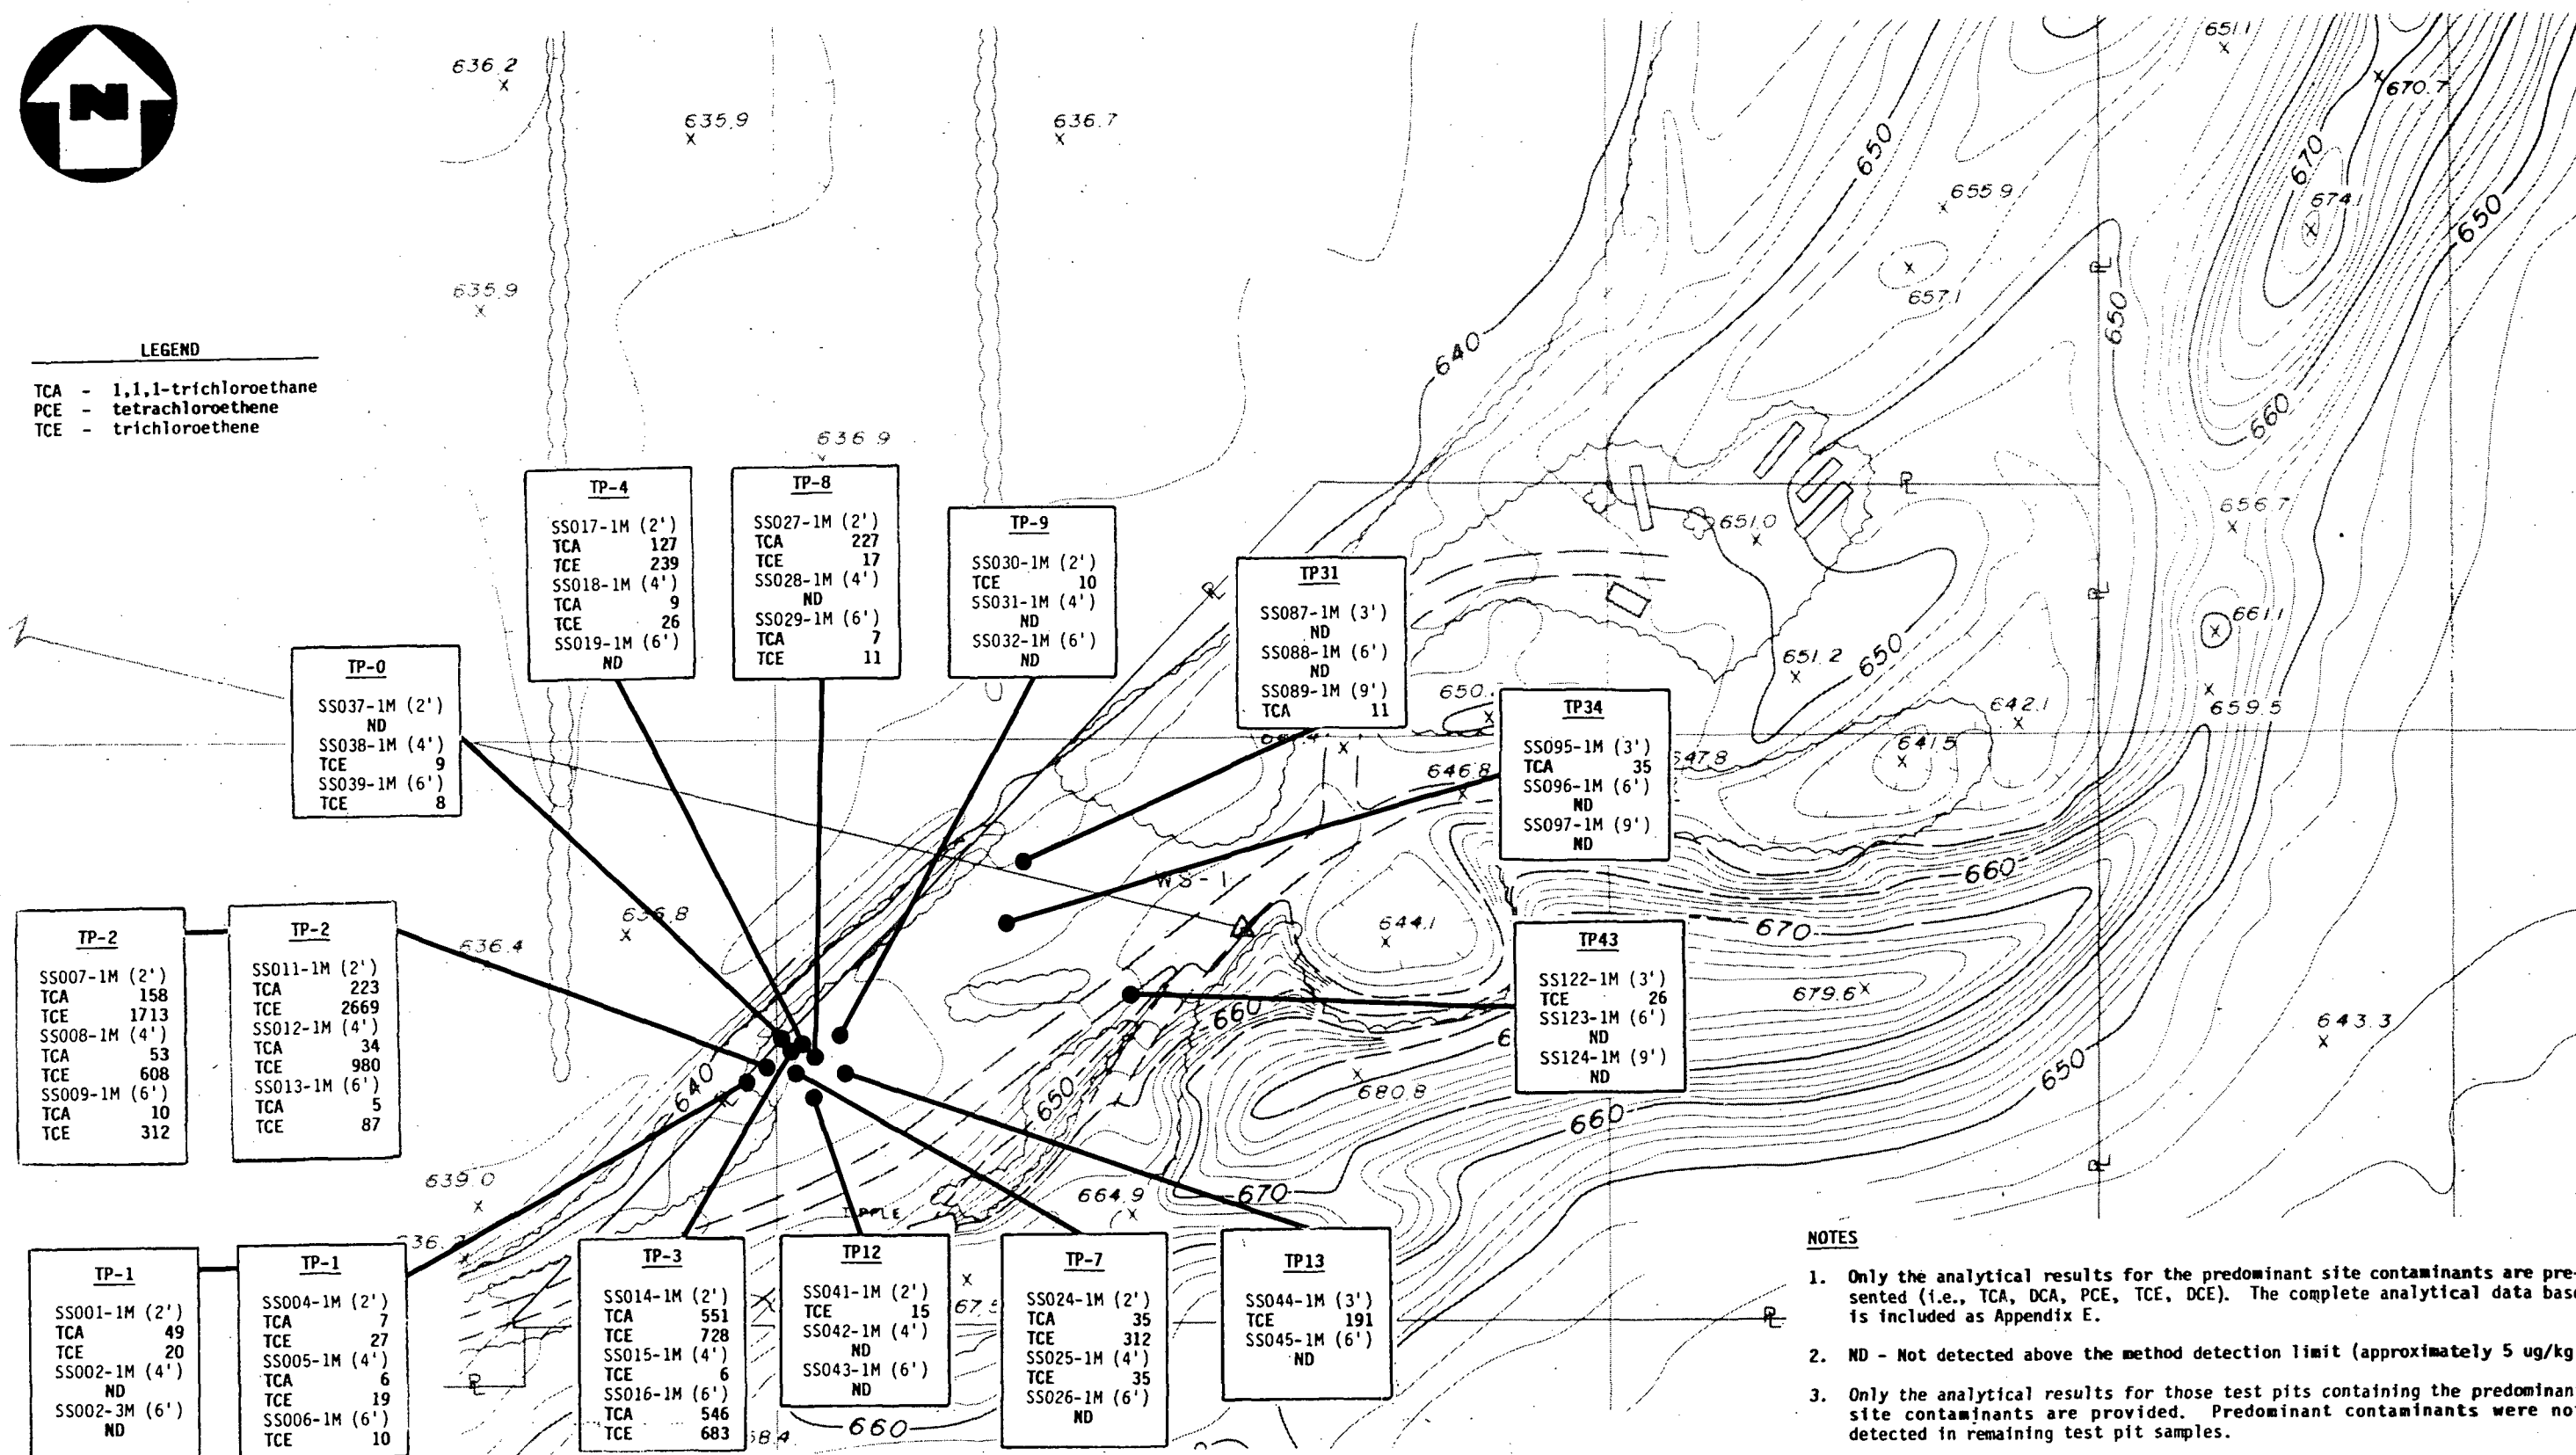 N
LEGEND
TCA - 1,1,1-trichloroethane
PCE - tetrachloroethene
TCE - trichloroethene
636.2
635.9
636.7
635.9
636.9
651.1
670.7
650
655.9
670
674.1
650
657.1
650
640
660
656.7
651.0
661.1
651.2
650
642.1
659.5
641.5
647.8
646.8
650.
TP-4
SS017-1M (2')
TCA 127
TCE 239
SS018-1M (4')
TCA 9
TCE 26
SS019-1M (6')
ND
TP-8
SS027-1M (2')
TCA 227
TCE 17
SS028-1M (4')
ND
SS029-1M (6')
TCA 7
TCE 11
TP-9
SS030-1M (2')
TCE 10
SS031-1M (4')
ND
SS032-1M (6')
ND
TP31
SS087-1M (3')
ND
SS088-1M (6')
ND
SS089-1M (9')
TCA 11
TP-0
SS037-1M (2')
ND
SS038-1M (4')
TCE 9
SS039-1M (6')
TCE 8
TP34
SS095-1M (3')
TCA 35
SS096-1M (6')
ND
SS097-1M (9')
ND
660
WS-1
636.8
636.4
644.1
670
679.6
643.3
660
680.8
650
640
650
660
TP-2
SS007-1M (2')
TCA 158
TCE 1713
SS008-1M (4')
TCA 53
TCE 608
SS009-1M (6')
TCA 10
TCE 312
TP-2
SS011-1M (2')
TCA 223
TCE 2669
SS012-1M (4')
TCA 34
TCE 980
SS013-1M (6')
TCA 5
TCE 87
TP43
SS122-1M (3')
TCE 26
SS123-1M (6')
ND
SS124-1M (9')
ND
639.0
664.9
670
TP-1
SS001-1M (2')
TCA 49
TCE 20
SS002-1M (4')
ND
SS002-3M (6')
ND
TP-1
SS004-1M (2')
TCA 7
TCE 27
SS005-1M (4')
TCA 6
TCE 19
SS006-1M (6')
TCE 10
TP-3
SS014-1M (2')
TCA 551
TCE 728
SS015-1M (4')
TCE 6
SS016-1M (6')
TCA 546
TCE 683
TP12
SS041-1M (2')
TCE 15
SS042-1M (4')
ND
SS043-1M (6')
ND
TP-7
SS024-1M (2')
TCA 35
TCE 312
SS025-1M (4')
TCE 35
SS026-1M (6')
ND
TP13
SS044-1M (3')
TCE 191
SS045-1M (6')
ND
660
NOTES
1. Only the analytical results for the predominant site contaminants are pre-
sented (i.e., TCA, DCA, PCE, TCE, DCE). The complete analytical data base
is included as Appendix E.
2. ND - Not detected above the method detection limit (approximately 5 ug/kg
3. Only the analytical results for those test pits containing the predominan
site contaminants are provided. Predominant contaminants were no
detected in remaining test pit samples.